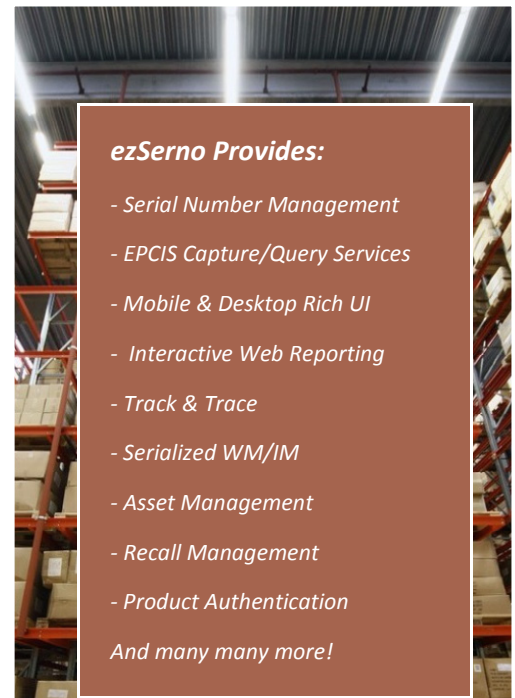 ezSerno Provides:
- Serial Number Management
- EPCIS Capture/Query Services
- Mobile & Desktop Rich UI
- Interactive Web Reporting
- Track & Trace
- Serialized WM/IM
- Asset Management
- Recall Management
- Product Authentication
And many many more!